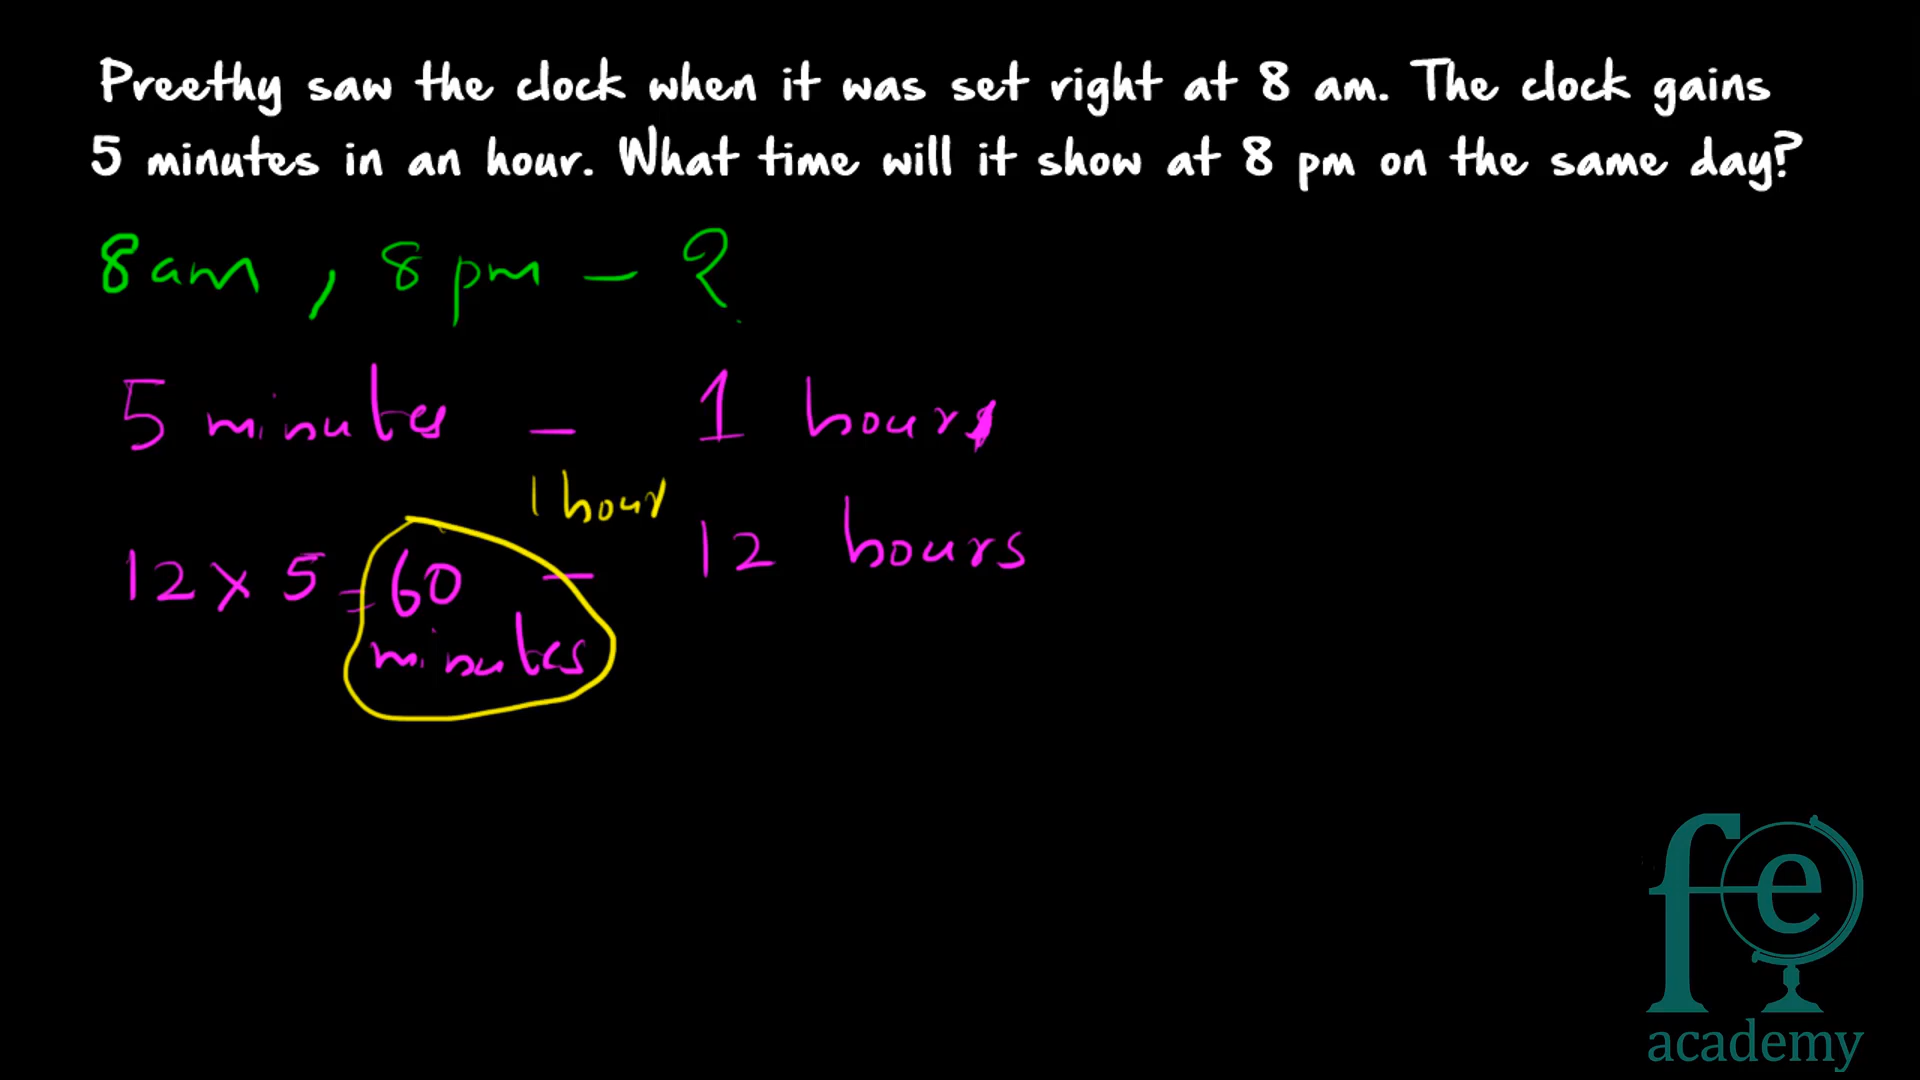 Preethy saw the clock when it was set right at 8 am. The clock gains
5 minutes in an hour. What time will it show at 8 pm on the same day?
8 am , 8 pm - ?
5 minutes - 1 hours
1 hour
12 x 5 = 60 - 12 hours
minutes
fe
academy